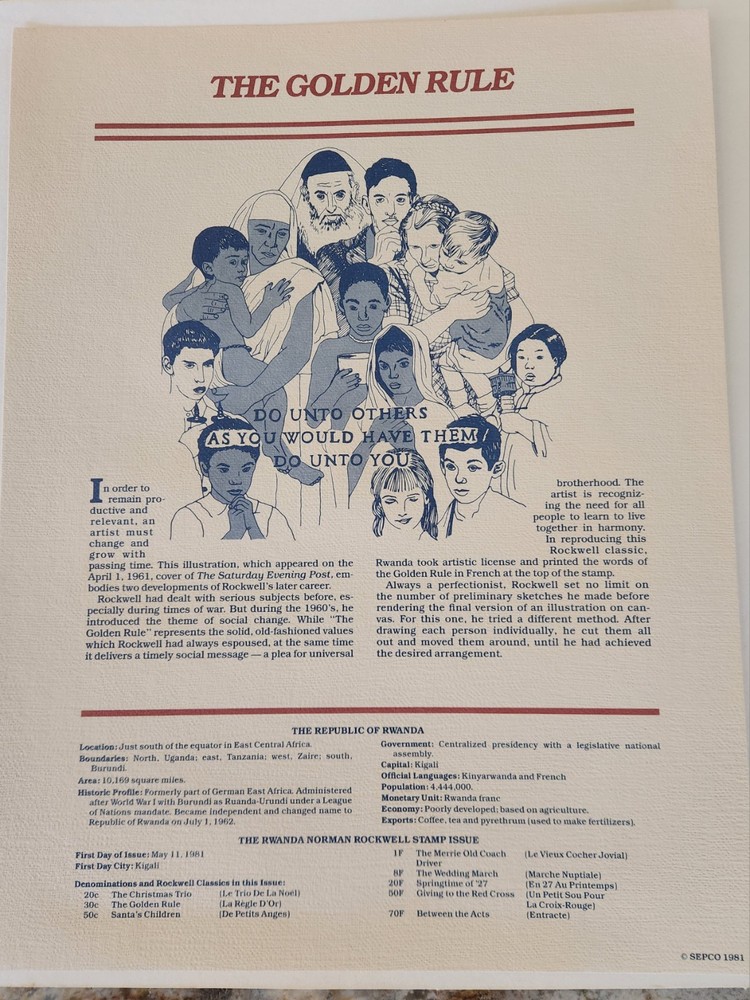 THE GOLDEN RULE
DO UNTO OTHERS
AS YOU WOULD HAVE THEM
DO UNTO YOU
In order to
remain pro-
ductive and
relevant, an
artist must
change and
grow with
passing time. This illustration, which appeared on the
April 1, 1961, cover of The Saturday Evening Post, em-
bodies two developments of Rockwell's later career.
Rockwell had dealt with serious subjects before, es-
pecially during times of war. But during the 1960's, he
introduced the theme of social change. While "The
Golden Rule" represents the solid, old-fashioned values
which Rockwell had always espoused, at the same time
it delivers a timely social message — a plea for universal
brotherhood. The
artist is recogniz-
ing the need for all
people to learn to live
together in harmony.
In reproducing this
Rockwell classic,
Rwanda took artistic license and printed the words of
the Golden Rule in French at the top of the stamp.
Always a perfectionist, Rockwell set no limit on
the number of preliminary sketches he made before
rendering the final version of an illustration on can-
vas. For this one, he tried a different method. After
drawing each person individually, he cut them all
out and moved them around, until he had achieved
the desired arrangement.
THE REPUBLIC OF RWANDA
Location: Just south of the equator in East Central Africa.
Boundaries: North, Uganda; east, Tanzania; west, Zaire; south,
Burundi.
Area: 10,169 square miles.
Historic Profile: Formerly part of German East Africa. Administered
after World War I with Burundi as Ruanda-Urundi under a League
of Nations mandate. Became independent and changed name to
Republic of Rwanda on July 1, 1962.
Government: Centralized presidency with a legislative national
assembly.
Capital: Kigali
Official Languages: Kinyarwanda and French
Population: 4,444,000.
Monetary Unit: Rwanda franc
Economy: Poorly developed; based on agriculture.
Exports: Coffee, tea and pyrethrum (used to make fertilizers).
THE RWANDA NORMAN ROCKWELL STAMP ISSUE
First Day of Issue: May 11, 1981
First Day City: Kigali
Denominations and Rockwell Classics in this Issue:
20c The Christmas Trio (Le Trio De La Noël)
30c The Golden Rule (La Règle D'Or)
50c Santa's Children (De Petits Anges)
1F The Merrie Old Coach (Le Vieux Cocher Jovial)
Driver
8F The Wedding March (Marche Nuptiale)
20F Springtime of '27 (En 27 Au Printemps)
50F Giving to the Red Cross (Un Petit Sou Pour
La Croix-Rouge)
70F Between the Acts (Entracte)
© SEPCO 1981